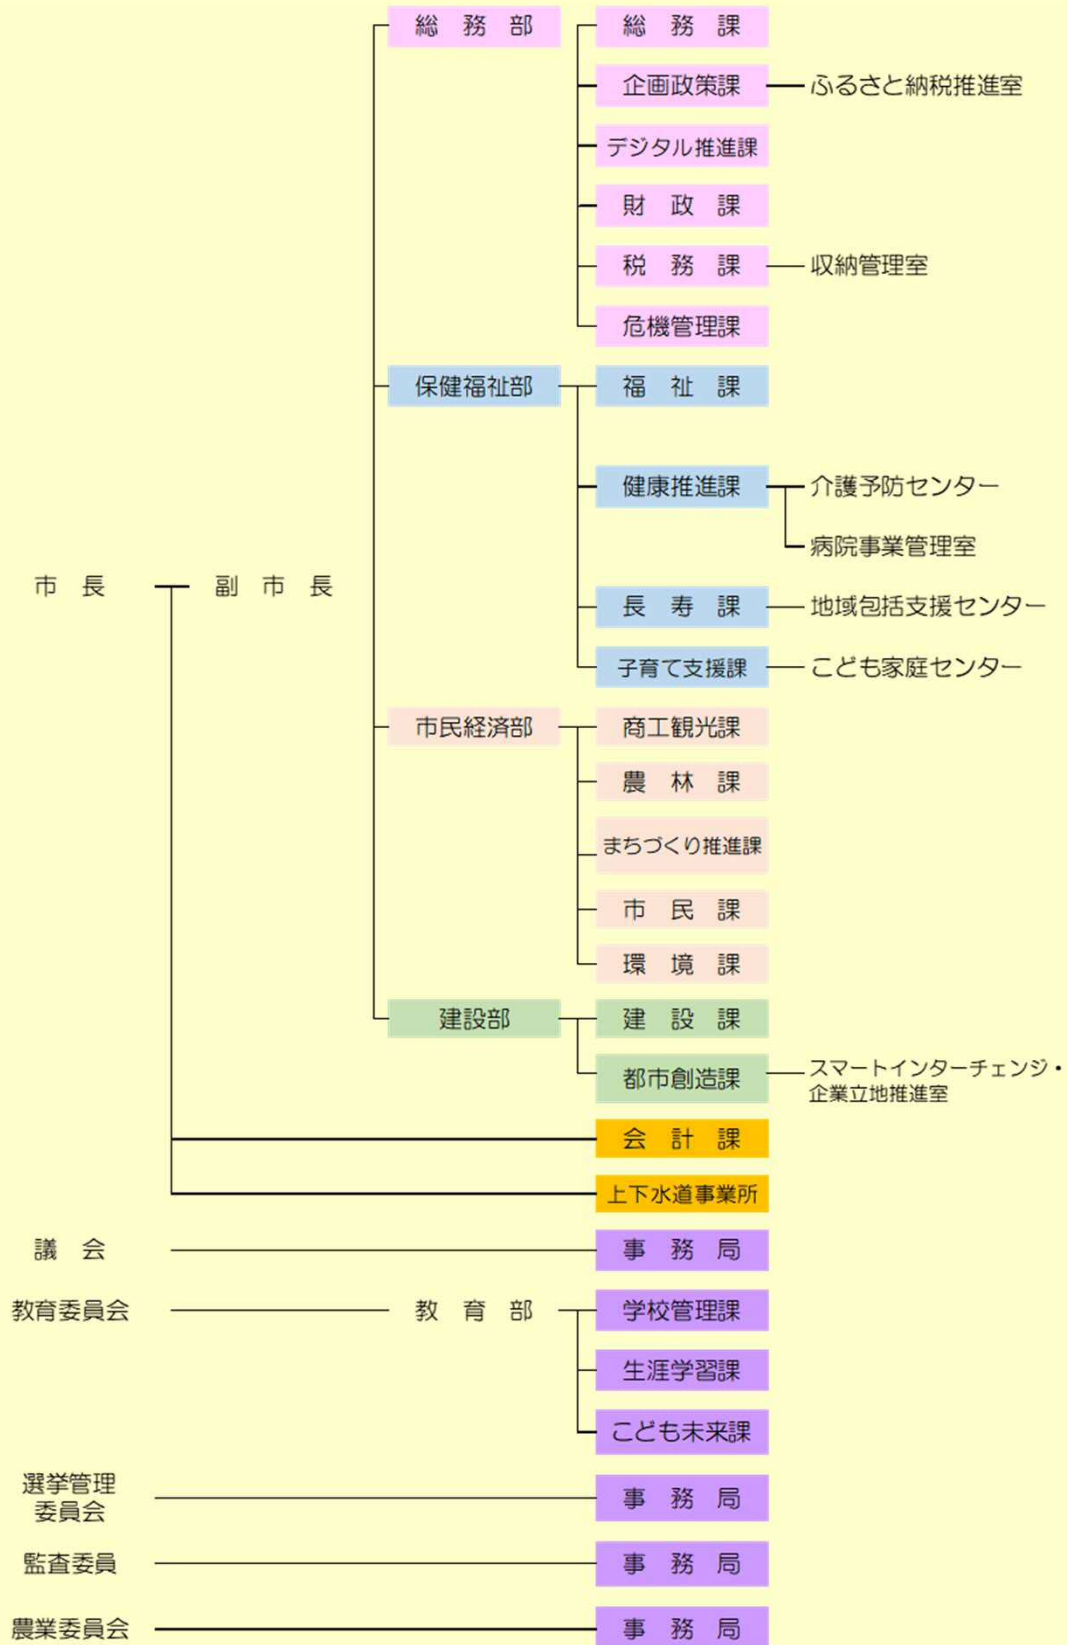 総務部
総務課
企画政策課
ふるさと納税推進室
デジタル推進課
財政課
税務課
収納管理室
危機管理課
保健福祉部
福祉課
健康推進課
介護予防センター
病院事業管理室
市長
副市長
長寿課
地域包括支援センター
子育て支援課
こども家庭センター
市民経済部
商工観光課
農林課
まちづくり推進課
市民課
環境課
建設部
建設課
都市創造課
スマートインターチェンジ・
企業立地推進室
会計課
上下水道事業所
議会
事務局
教育委員会
教育部
学校管理課
生涯学習課
こども未来課
選挙管理
委員会
事務局
監査委員
事務局
農業委員会
事務局